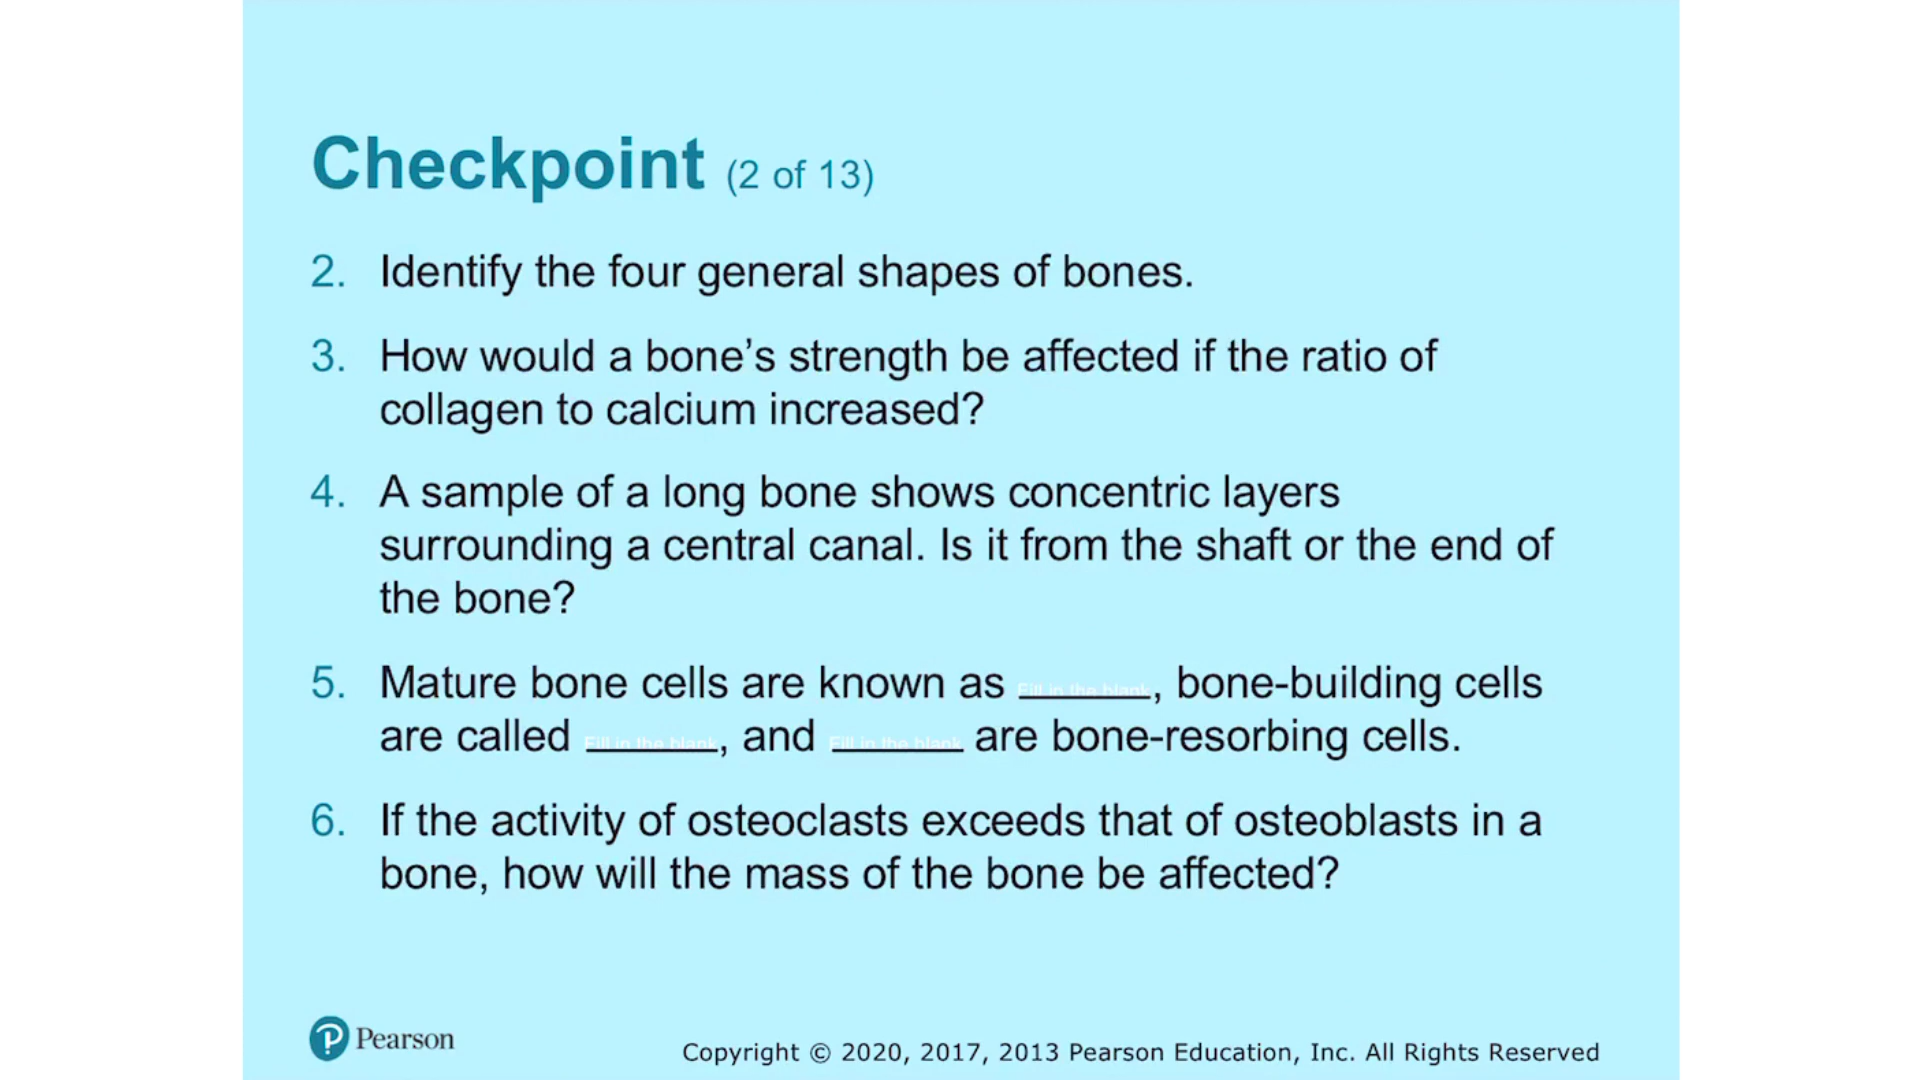 Checkpoint (2 of 13)
2. Identify the four general shapes of bones.
3. How would a bone’s strength be affected if the ratio of
collagen to calcium increased?
4. A sample of a long bone shows concentric layers
surrounding a central canal. Is it from the shaft or the end of
the bone?
5. Mature bone cells are known as Fill in the blank, bone-building cells
are called Fill in the blank, and Fill in the blank are bone-resorbing cells.
6. If the activity of osteoclasts exceeds that of osteoblasts in a
bone, how will the mass of the bone be affected?
P Pearson
Copyright © 2020, 2017, 2013 Pearson Education, Inc. All Rights Reserved